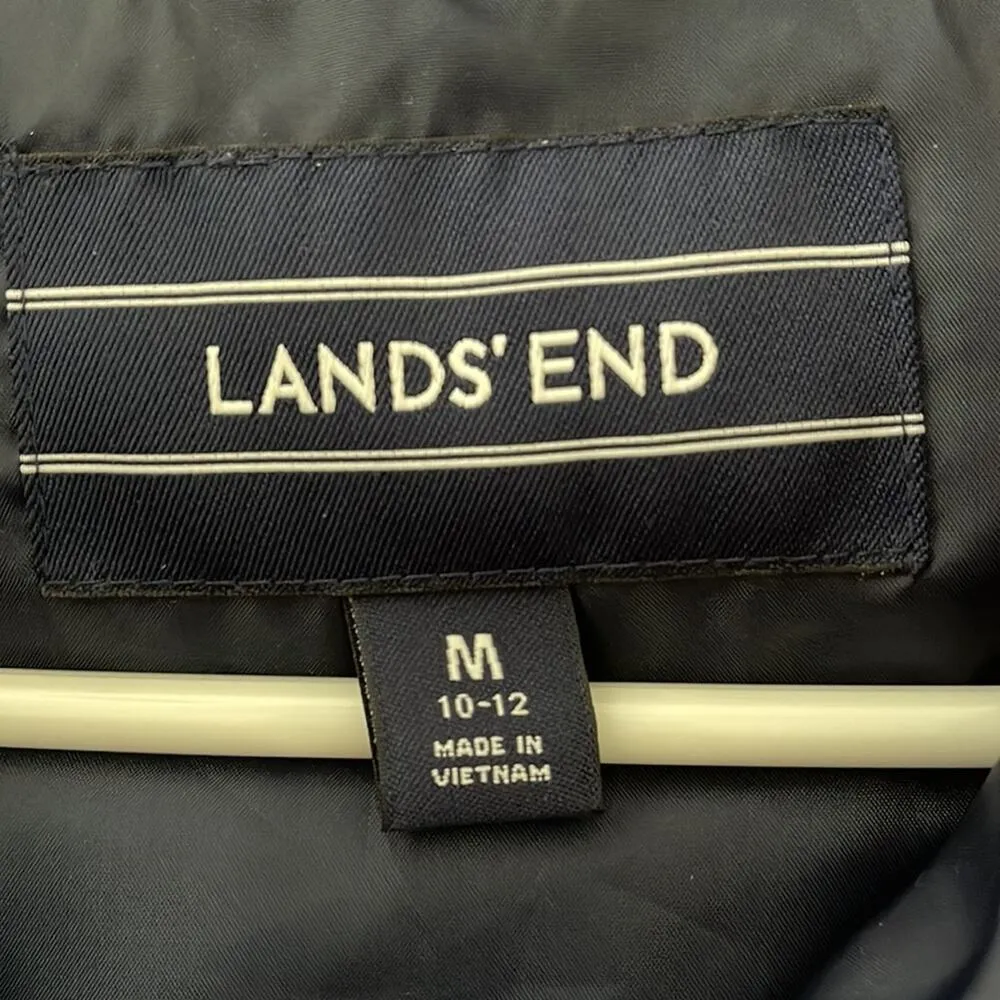 LANDS' END
M
10-12
MADE IN
VIETNAM